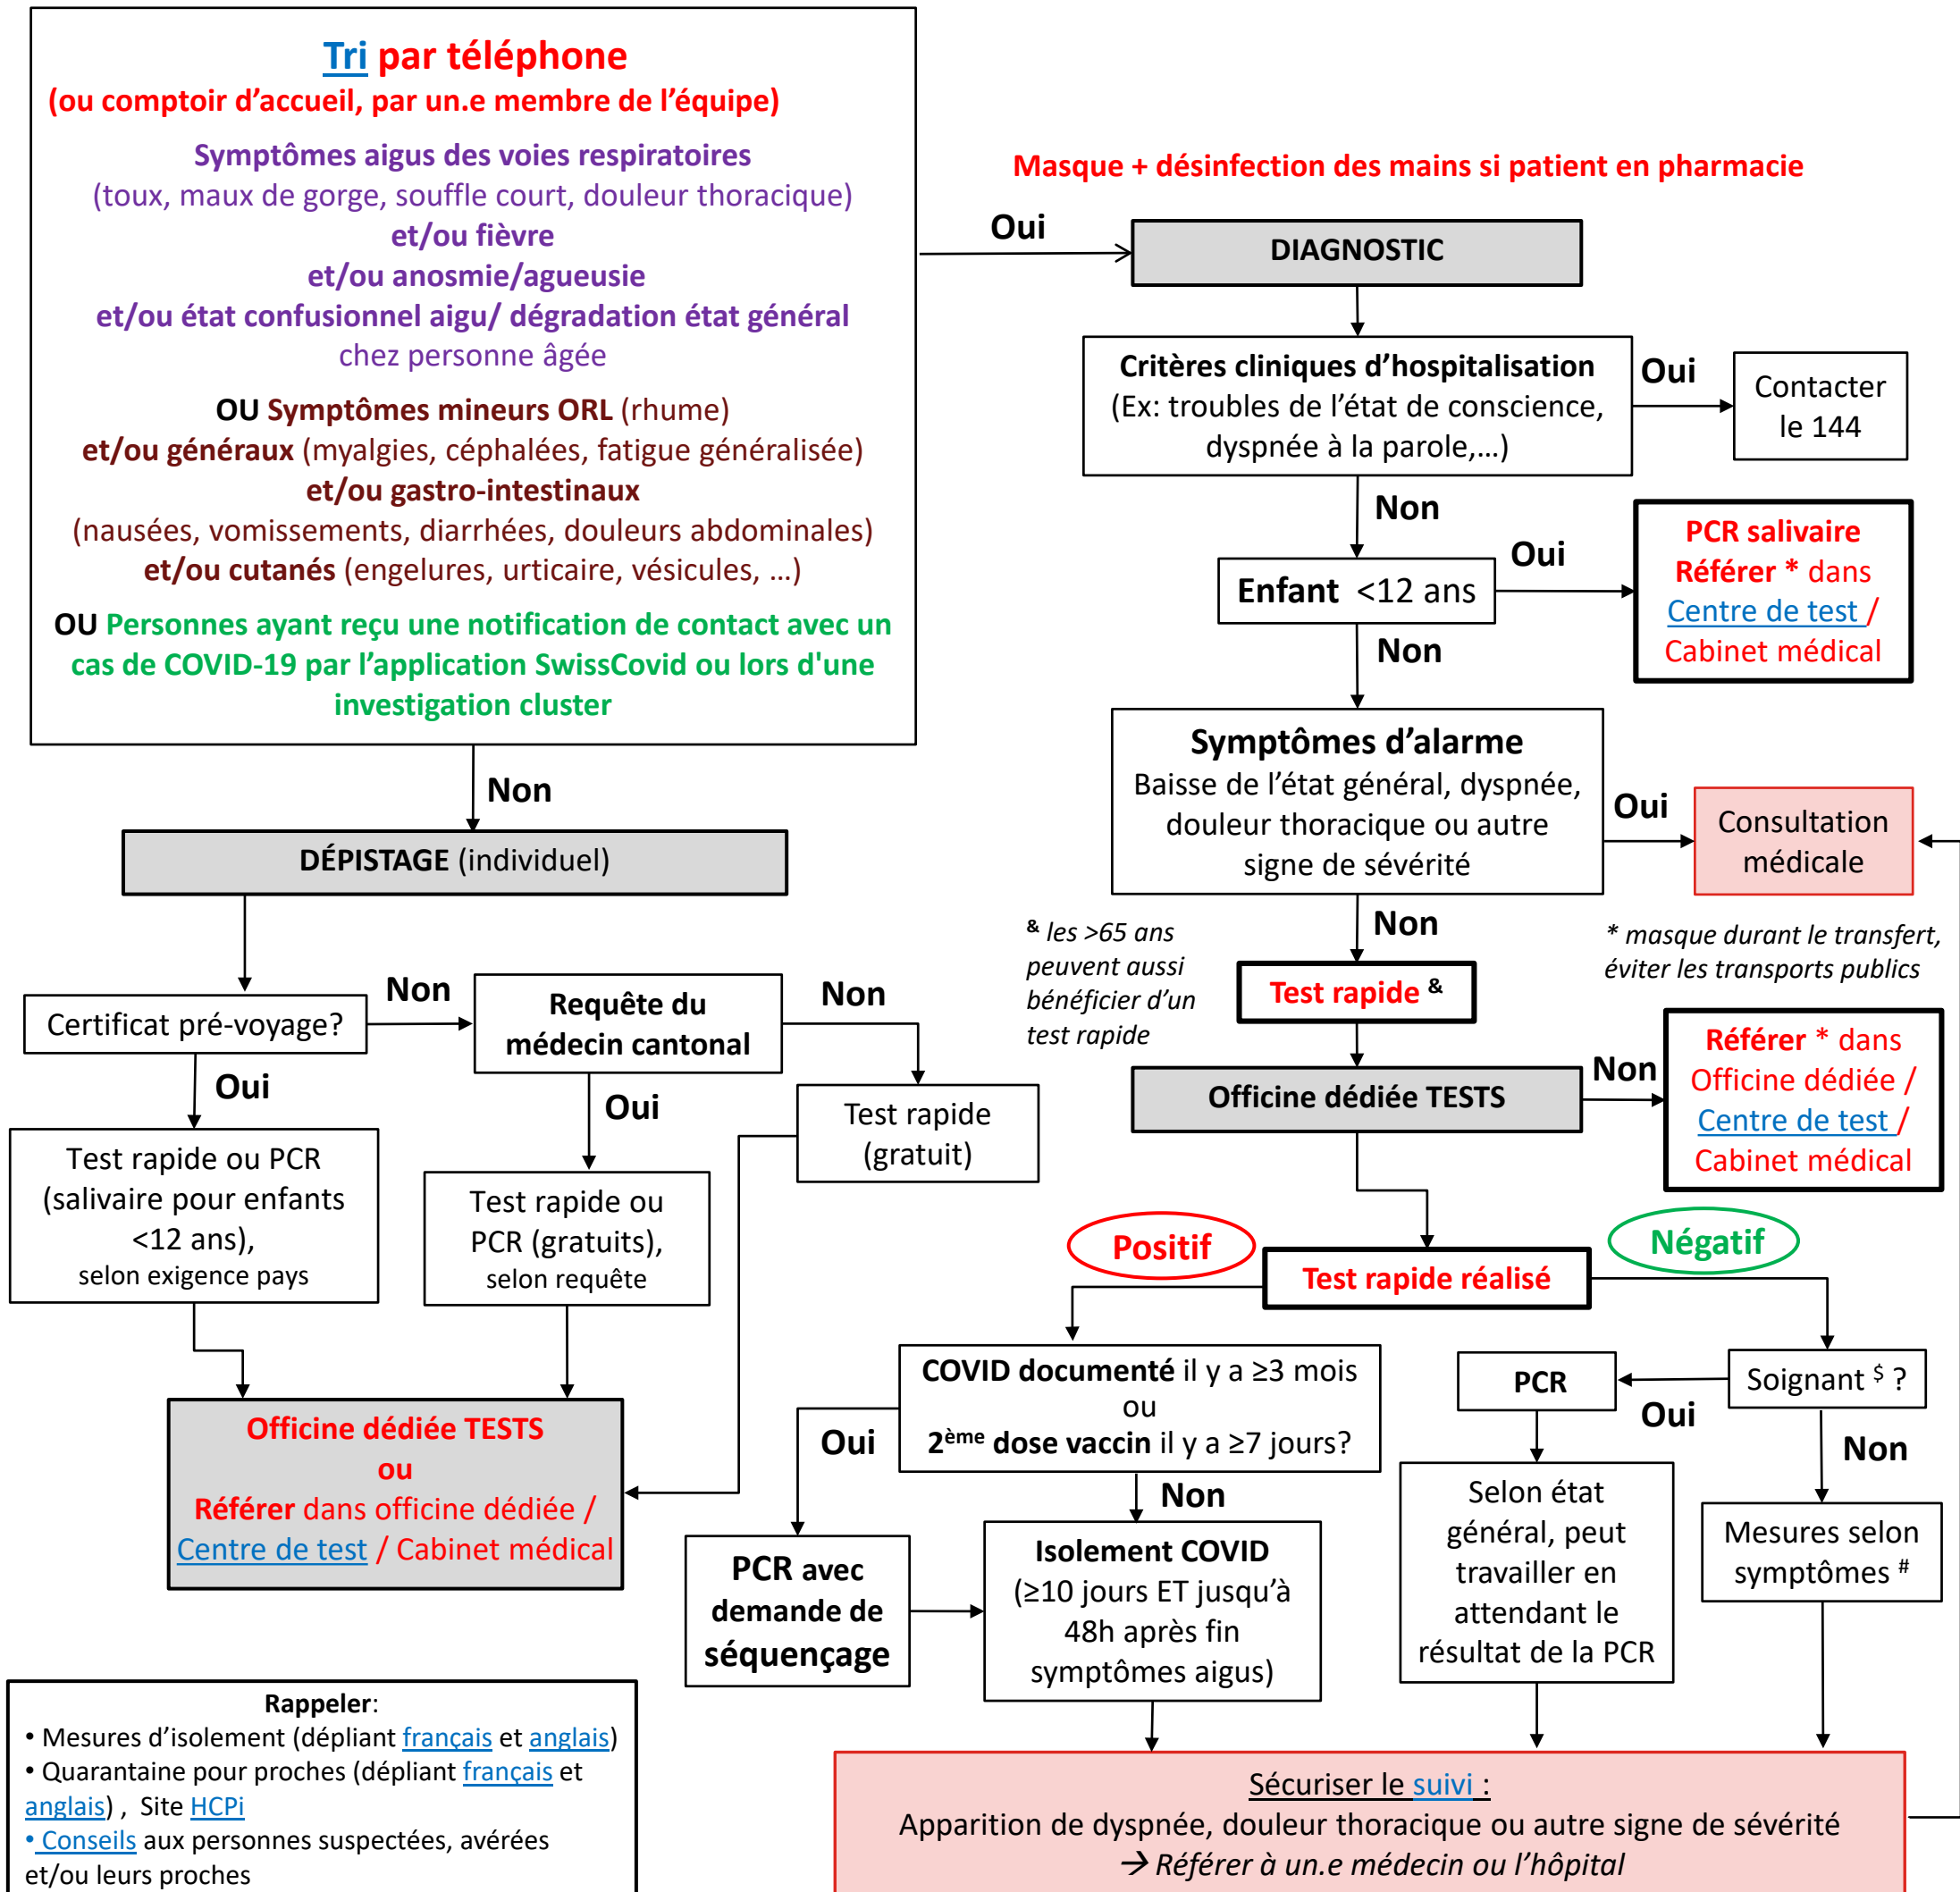 Tri par téléphone
(ou comptoir d'accueil, par un.e membre de l'équipe)
Symptômes aigus des voies respiratoires
(toux, maux de gorge, souffle court, douleur thoracique)
et/ou fièvre
et/ou anosmie/agueusie
et/ou état confusionnel aigu/ dégradation état général
chez personne âgée
OU Symptômes mineurs ORL (rhume)
et/ou généraux (myalgies, céphalées, fatigue généralisée)
et/ou gastro-intestinaux
(nausées, vomissements, diarrhées, douleurs abdominales)
et/ou cutanés (engelures, urticaire, vésicules, …)
OU Personnes ayant reçu une notification de contact avec un
cas de COVID-19 par l'application SwissCovid ou lors d'une
investigation cluster
Non
DÉPISTAGE (individuel)
Certificat pré-voyage?
Non
Requête du
médecin cantonal
Non
Oui
Oui
Test rapide
(gratuit)
Test rapide ou PCR
(salivaire pour enfants
<12 ans),
selon exigence pays
Test rapide ou
PCR (gratuits),
selon requête
Officine dédiée TESTS
ou
Référer dans officine dédiée /
Centre de test / Cabinet médical
Rappeler:
• Mesures d'isolement (dépliant français et anglais)
• Quarantaine pour proches (dépliant français et
anglais) , Site HCPi
• Conseils aux personnes suspectées, avérées
et/ou leurs proches
Masque + désinfection des mains si patient en pharmacie
Oui
DIAGNOSTIC
Critères cliniques d'hospitalisation
(Ex: troubles de l'état de conscience,
dyspnée à la parole,…)
Oui
Contacter
le 144
Non
Enfant <12 ans
Oui
PCR salivaire
Référer * dans
Centre de test /
Cabinet médical
Non
Symptômes d'alarme
Baisse de l'état général, dyspnée,
douleur thoracique ou autre
signe de sévérité
Oui
Consultation
médicale
Non
& les >65 ans
peuvent aussi
bénéficier d'un
test rapide
* masque durant le transfert,
éviter les transports publics
Test rapide &
Officine dédiée TESTS
Non
Référer * dans
Officine dédiée /
Centre de test /
Cabinet médical
Positif
Négatif
Test rapide réalisé
COVID documenté il y a ≥3 mois
ou
2ème dose vaccin il y a ≥7 jours?
Oui
Non
PCR avec
demande de
séquençage
Isolement COVID
(≥10 jours ET jusqu'à
48h après fin
symptômes aigus)
Soignant $ ?
Oui
PCR
Non
Selon état
général, peut
travailler en
attendant le
résultat de la PCR
Mesures selon
symptômes #
Sécuriser le suivi :
Apparition de dyspnée, douleur thoracique ou autre signe de sévérité
→ Référer à un.e médecin ou l'hôpital